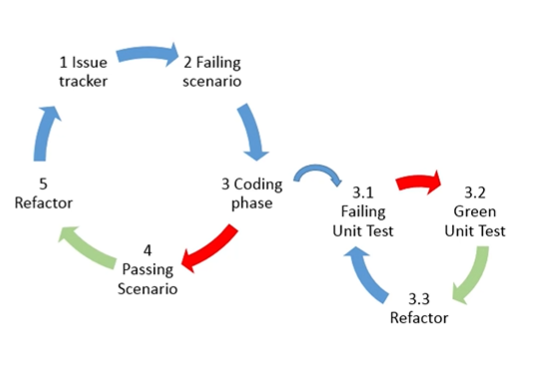 1 Issue
tracker
2 Failing
scenario
3 Coding
phase
4
Passing
Scenario
5
Refactor
3.1
Failing
Unit Test
3.2
Green
Unit Test
3.3
Refactor